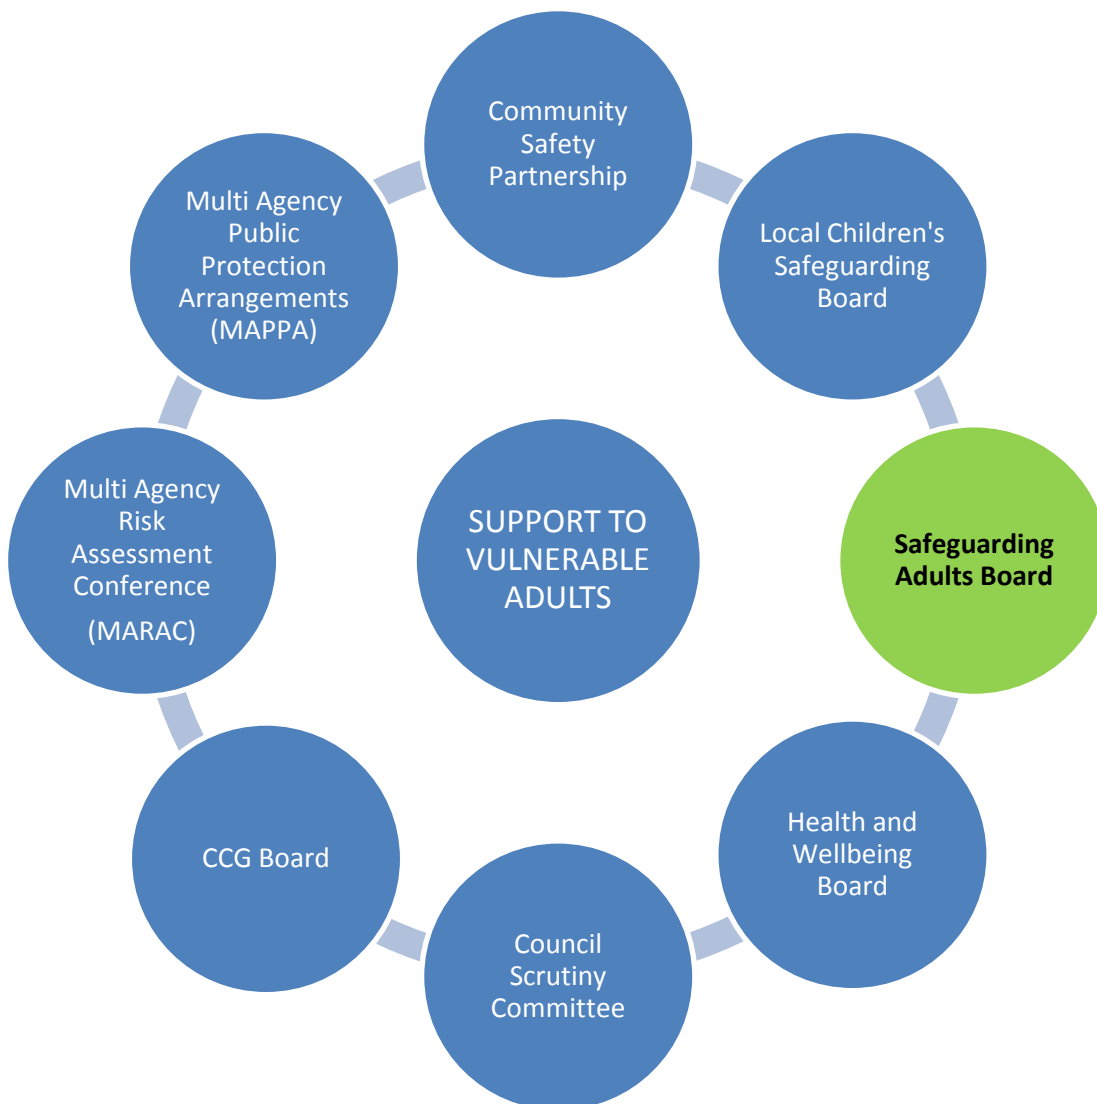 Community
Safety
Partnership
Local Children's
Safeguarding
Board
Safeguarding
Adults Board
Health and
Wellbeing
Board
Council
Scrutiny
Committee
CCG Board
Multi Agency
Risk
Assessment
Conference
(MARAC)
Multi Agency
Public
Protection
Arrangements
(MAPPA)
SUPPORT TO
VULNERABLE
ADULTS